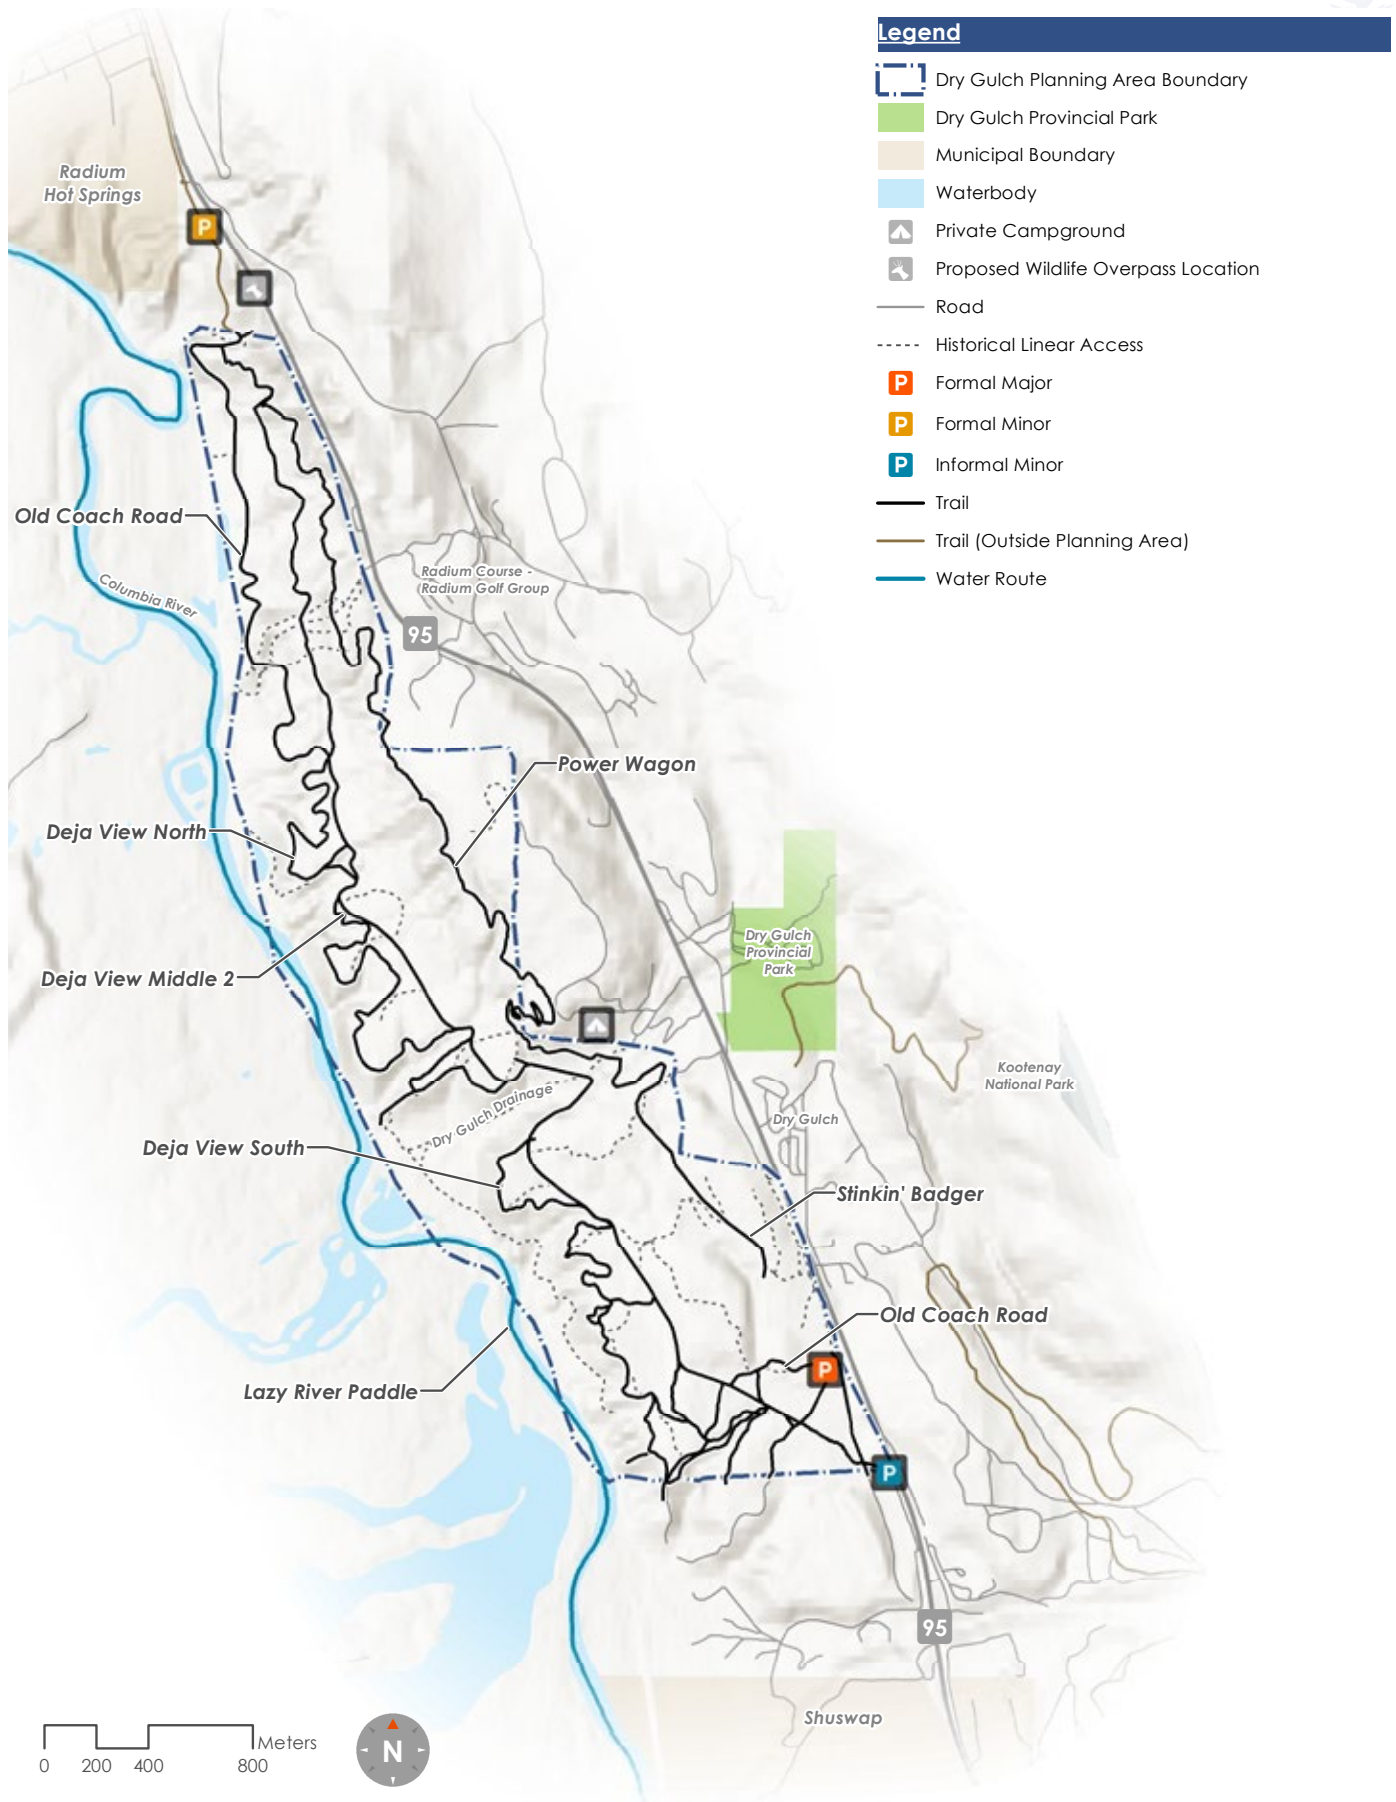 Legend
Dry Gulch Planning Area Boundary
Dry Gulch Provincial Park
Municipal Boundary
Waterbody
Private Campground
Proposed Wildlife Overpass Location
Road
Historical Linear Access
P Formal Major
P Formal Minor
P Informal Minor
Trail
Trail (Outside Planning Area)
Water Route
Radium
Hot Springs
P
Old Coach Road
Columbia River
Radium Course -
Radium Golf Group
95
Power Wagon
Deja View North
Dry Gulch
Provincial
Park
Deja View Middle 2
Kootenay
National Park
Dry Gulch Drainage
Dry Gulch
Deja View South
Stinkin' Badger
Old Coach Road
P
Lazy River Paddle
P
95
Shuswap
Meters
0 200 400 800
N